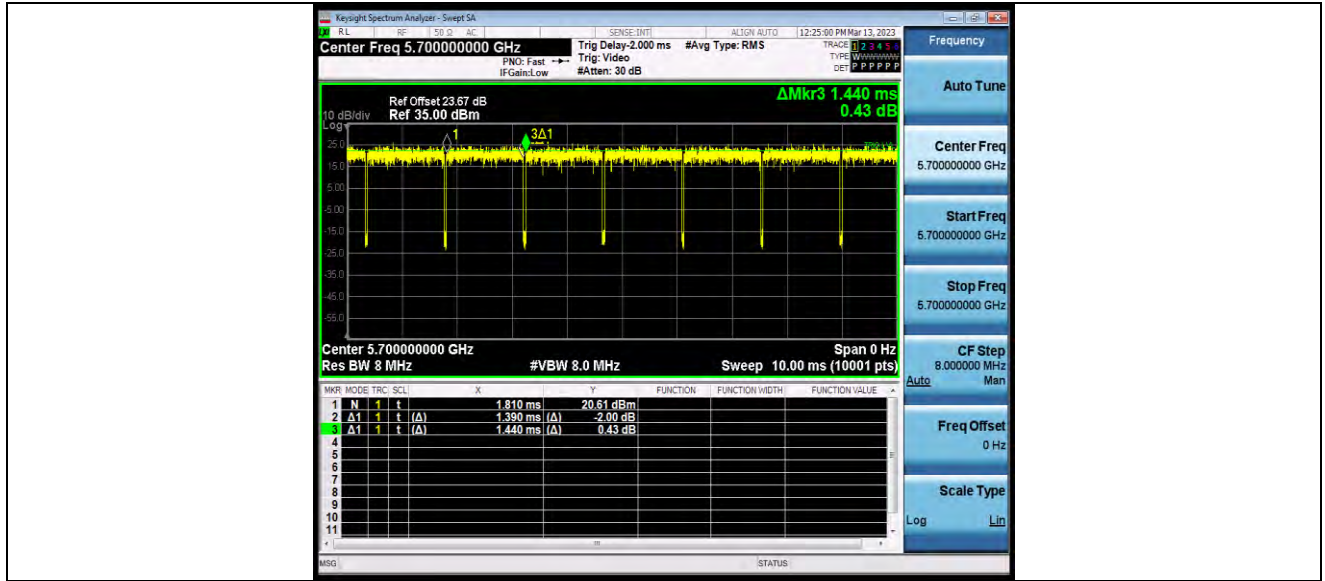 Keysight Spectrum Analyzer - Swept SA
RL RF 50 Ω AC SENSE:INT ALIGN AUTO 12:25:00 PM Mar 13, 2023
Center Freq 5.700000000 GHz
PNO: Fast
IFGain:Low
Trig Delay-2.000 ms
Trig: Video
#Atten: 30 dB
#Avg Type: RMS
TRACE 1 2 3 4 5 6
TYPE W
DET P P P P P P
Ref Offset 23.67 dB
10 dB/div Ref 35.00 dBm
Log
ΔMkr3 1.440 ms
0.43 dB
1
3Δ1
25.0
15.0
5.00
-5.00
-15.0
-25.0
-35.0
-45.0
-55.0
Center 5.700000000 GHz Span 0 Hz
Res BW 8 MHz #VBW 8.0 MHz Sweep 10.00 ms (10001 pts)
MKR MODE TRC SCL X Y FUNCTION FUNCTION WIDTH FUNCTION VALUE
1 N 1 t 1.810 ms 20.61 dBm
2 Δ1 1 t (Δ) 1.390 ms (Δ) -2.00 dB
3 Δ1 1 t (Δ) 1.440 ms (Δ) 0.43 dB
4
5
6
7
8
9
10
11
MSG STATUS
Frequency
Auto Tune
Center Freq
5.700000000 GHz
Start Freq
5.700000000 GHz
Stop Freq
5.700000000 GHz
CF Step
8.000000 MHz
Auto Man
Freq Offset
0 Hz
Scale Type
Log Lin